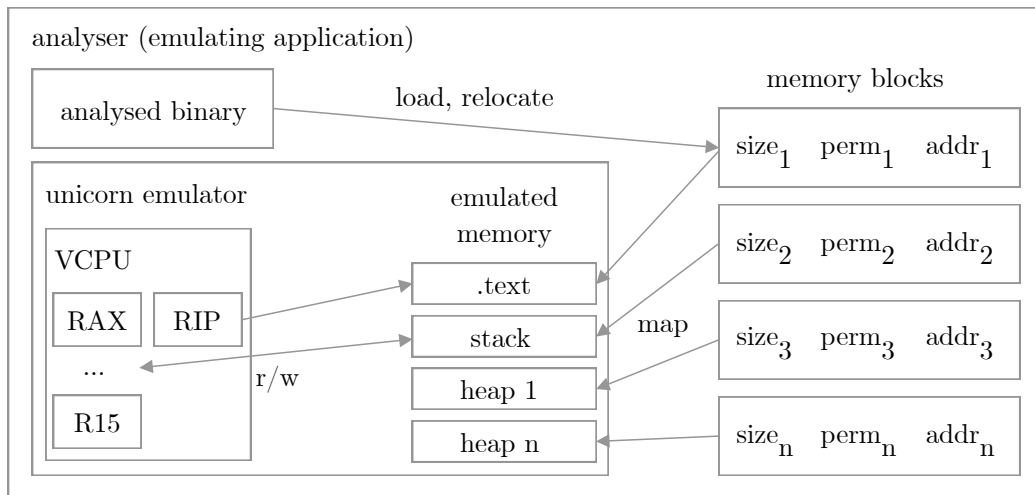 analyser (emulating application)
analysed binary
load, relocate
memory blocks
size1 perm1 addr1
unicorn emulator
emulated
memory
VCPU
RAX
RIP
...
R15
r/w
.text
stack
heap 1
heap n
map
size2 perm2 addr2
size3 perm3 addr3
sizen permn addrn